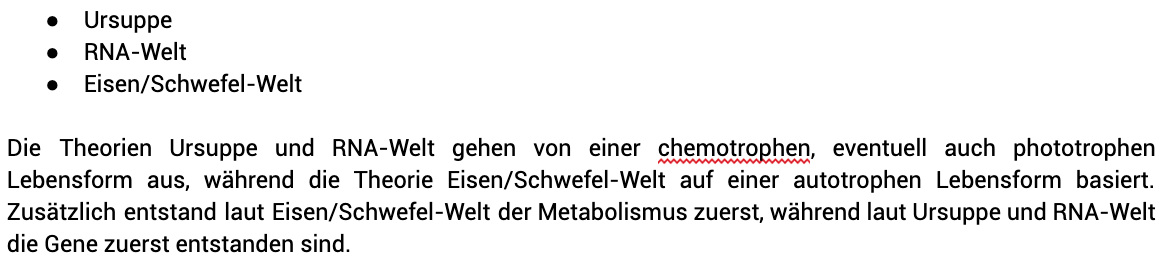 ● Ursuppe
● RNA-Welt
● Eisen/Schwefel-Welt
Die Theorien Ursuppe und RNA-Welt gehen von einer chemotrophen, eventuell auch phototrophen
Lebensform aus, während die Theorie Eisen/Schwefel-Welt auf einer autotrophen Lebensform basiert.
Zusätzlich entstand laut Eisen/Schwefel-Welt der Metabolismus zuerst, während laut Ursuppe und RNA-Welt
die Gene zuerst entstanden sind.